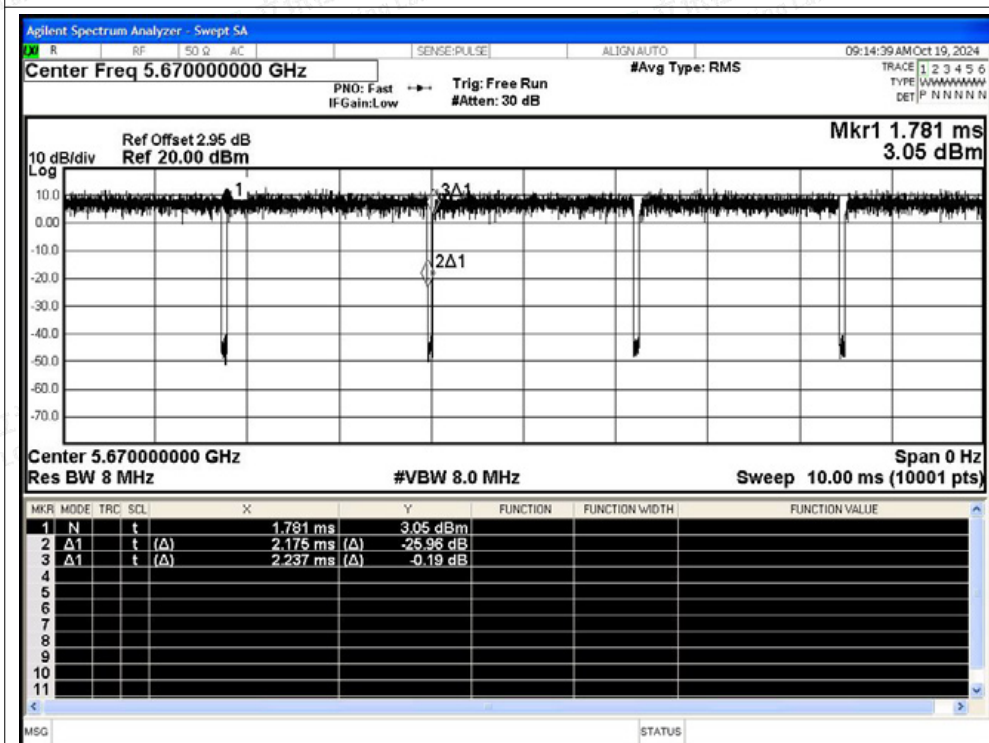 Agilent Spectrum Analyzer - Swept SA
R RF 50 Ω AC SENSE:PULSE ALIGN AUTO 09:14:39 AM Oct 19, 2024
Center Freq 5.670000000 GHz #Avg Type: RMS TRACE 1 2 3 4 5 6
PNO: Fast Trig: Free Run TYPE WWWWWW
IFGain:Low #Atten: 30 dB DET P N N N N N
Mkr1 1.781 ms
Ref Offset 2.95 dB
10 dB/div Ref 20.00 dBm 3.05 dBm
Log
10.0 1 3Δ1
0.00
-10.0
2Δ1
-20.0
-30.0
-40.0
-50.0
-60.0
-70.0
Center 5.670000000 GHz Span 0 Hz
Res BW 8 MHz #VBW 8.0 MHz Sweep 10.00 ms (10001 pts)
MKR MODE TRC SCL X Y FUNCTION FUNCTION WIDTH FUNCTION VALUE
1 N t 1.781 ms 3.05 dBm
2 Δ1 t (Δ) 2.175 ms (Δ) -25.96 dB
3 Δ1 t (Δ) 2.237 ms (Δ) -0.19 dB
4
5
6
7
8
9
10
11
MSG STATUS